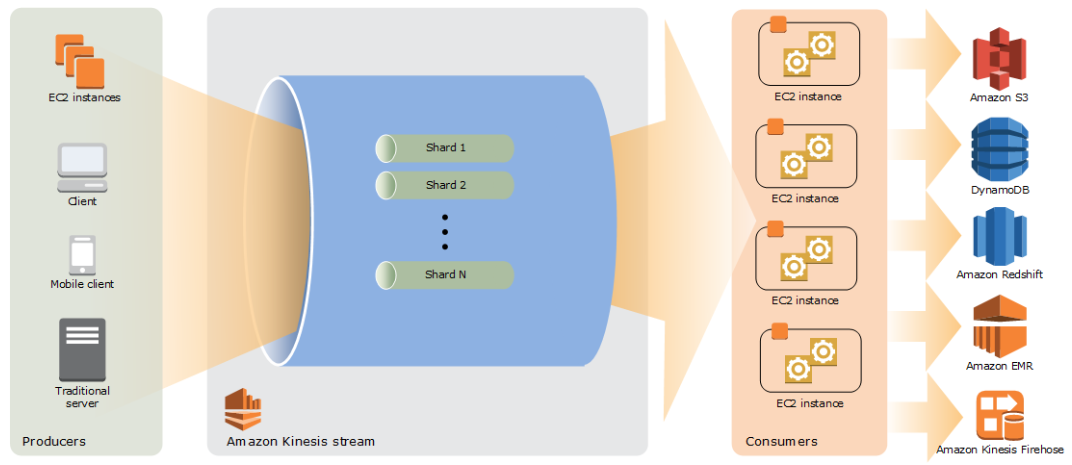 EC2 instances
Client
Mobile client
Traditional
server
Producers
Shard 1
Shard 2
Shard N
Amazon Kinesis stream
EC2 instance
EC2 instance
EC2 instance
EC2 instance
Consumers
Amazon S3
DynamoDB
Amazon Redshift
Amazon EMR
Amazon Kinesis Firehose